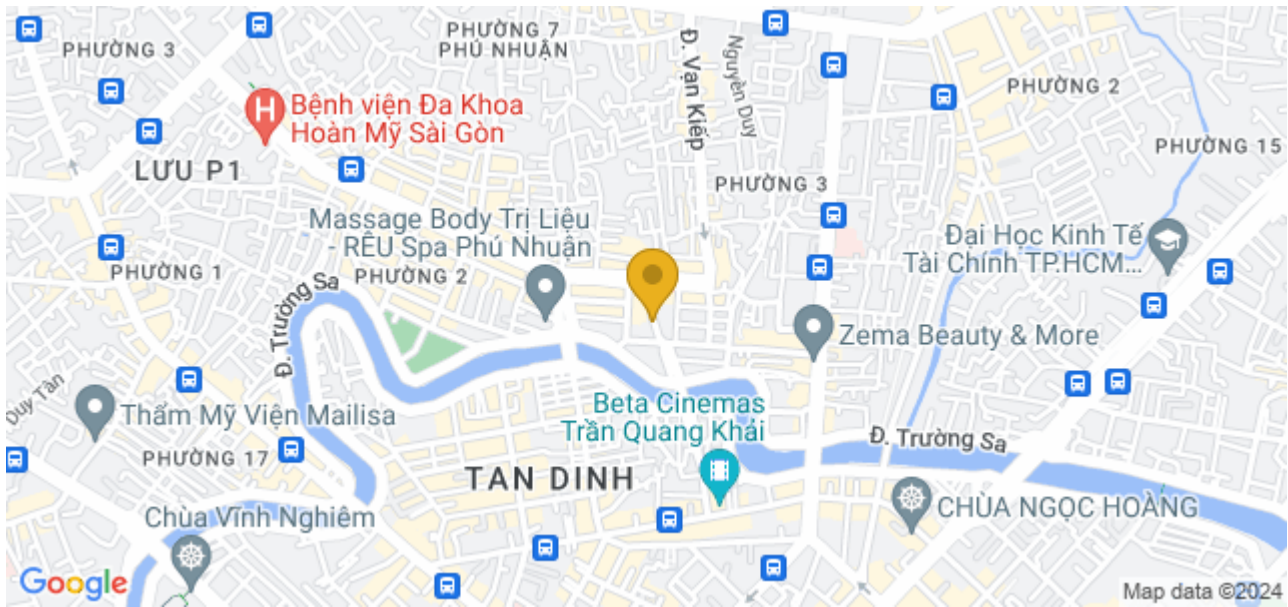 PHƯỜNG 3
PHƯỜNG 7
PHÚ NHUẬN
Đ. Vạn Kiếp
Nguyễn Duy
PHƯỜNG 2
Bệnh viện Đa Khoa
Hoàn Mỹ Sài Gòn
PHƯỜNG 15
LƯU P1
PHƯỜNG 3
Massage Body Trị Liệu
- RÊU Spa Phú Nhuận
Đại Học Kinh Tế
Tài Chính TP.HCM...
PHƯỜNG 1
PHƯỜNG 2
Đ. Trường Sa
Zema Beauty & More
Duy Tân
Thẩm Mỹ Viện Mailisa
Beta Cinemas
Trần Quang Khải
Đ. Trường Sa
PHƯỜNG 17
TAN DINH
CHÙA NGỌC HOÀNG
Chùa Vĩnh Nghiêm
Google
Map data ©2024